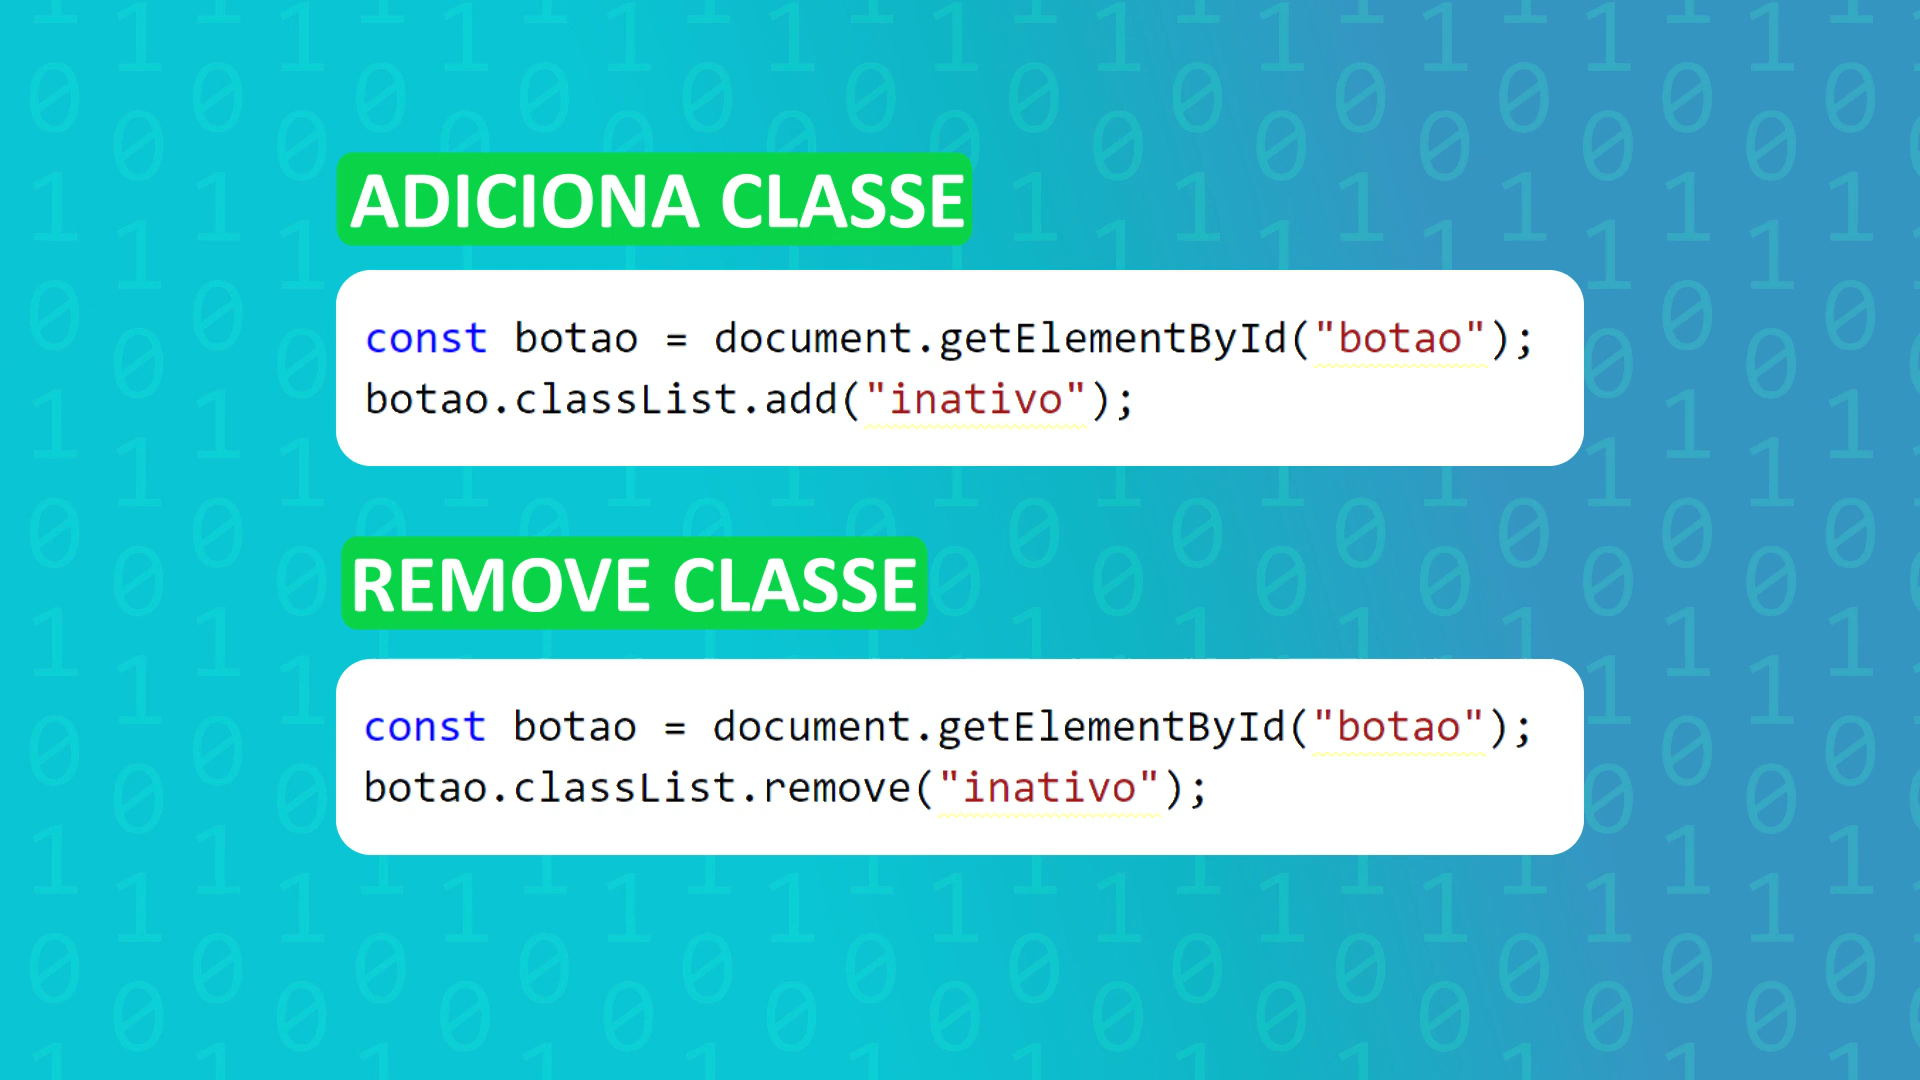 ADICIONA CLASSE
const botao = document.getElementById("botao");
botao.classList.add("inativo");
REMOVE CLASSE
const botao = document.getElementById("botao");
botao.classList.remove("inativo");